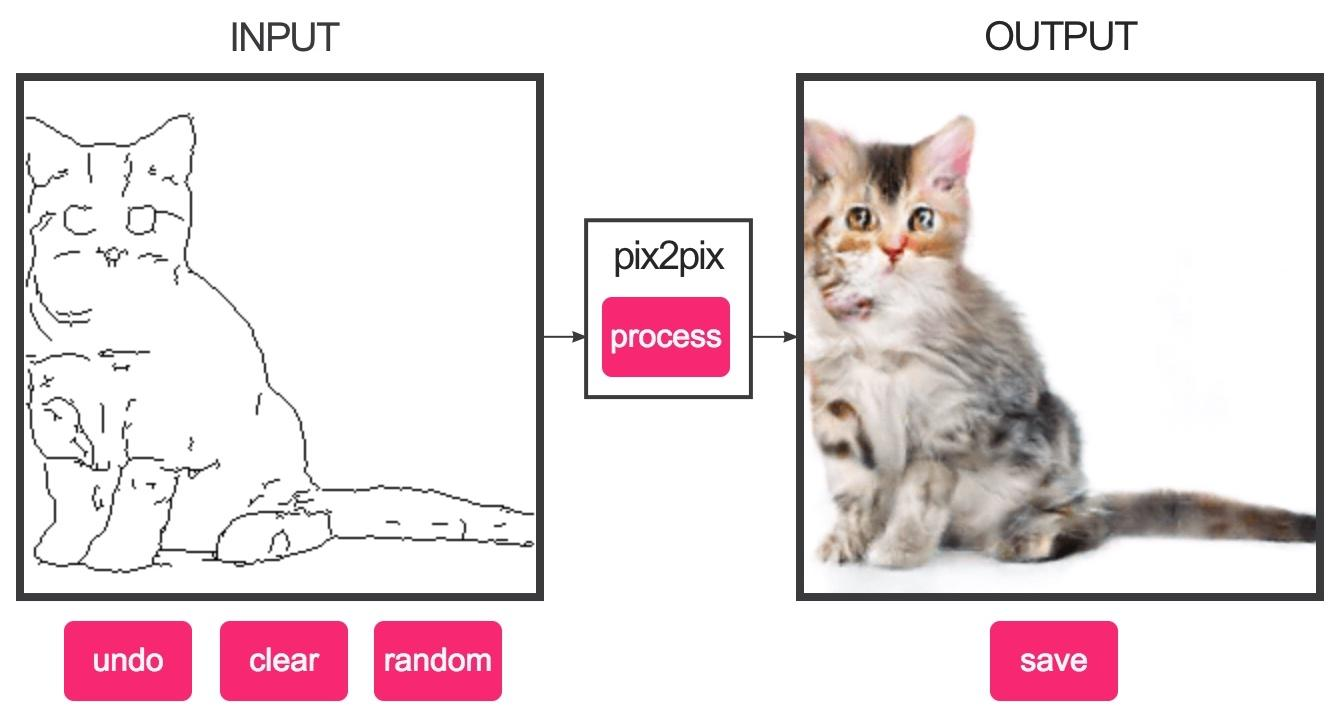 INPUT
OUTPUT
pix2pix
process
undo
clear
random
save